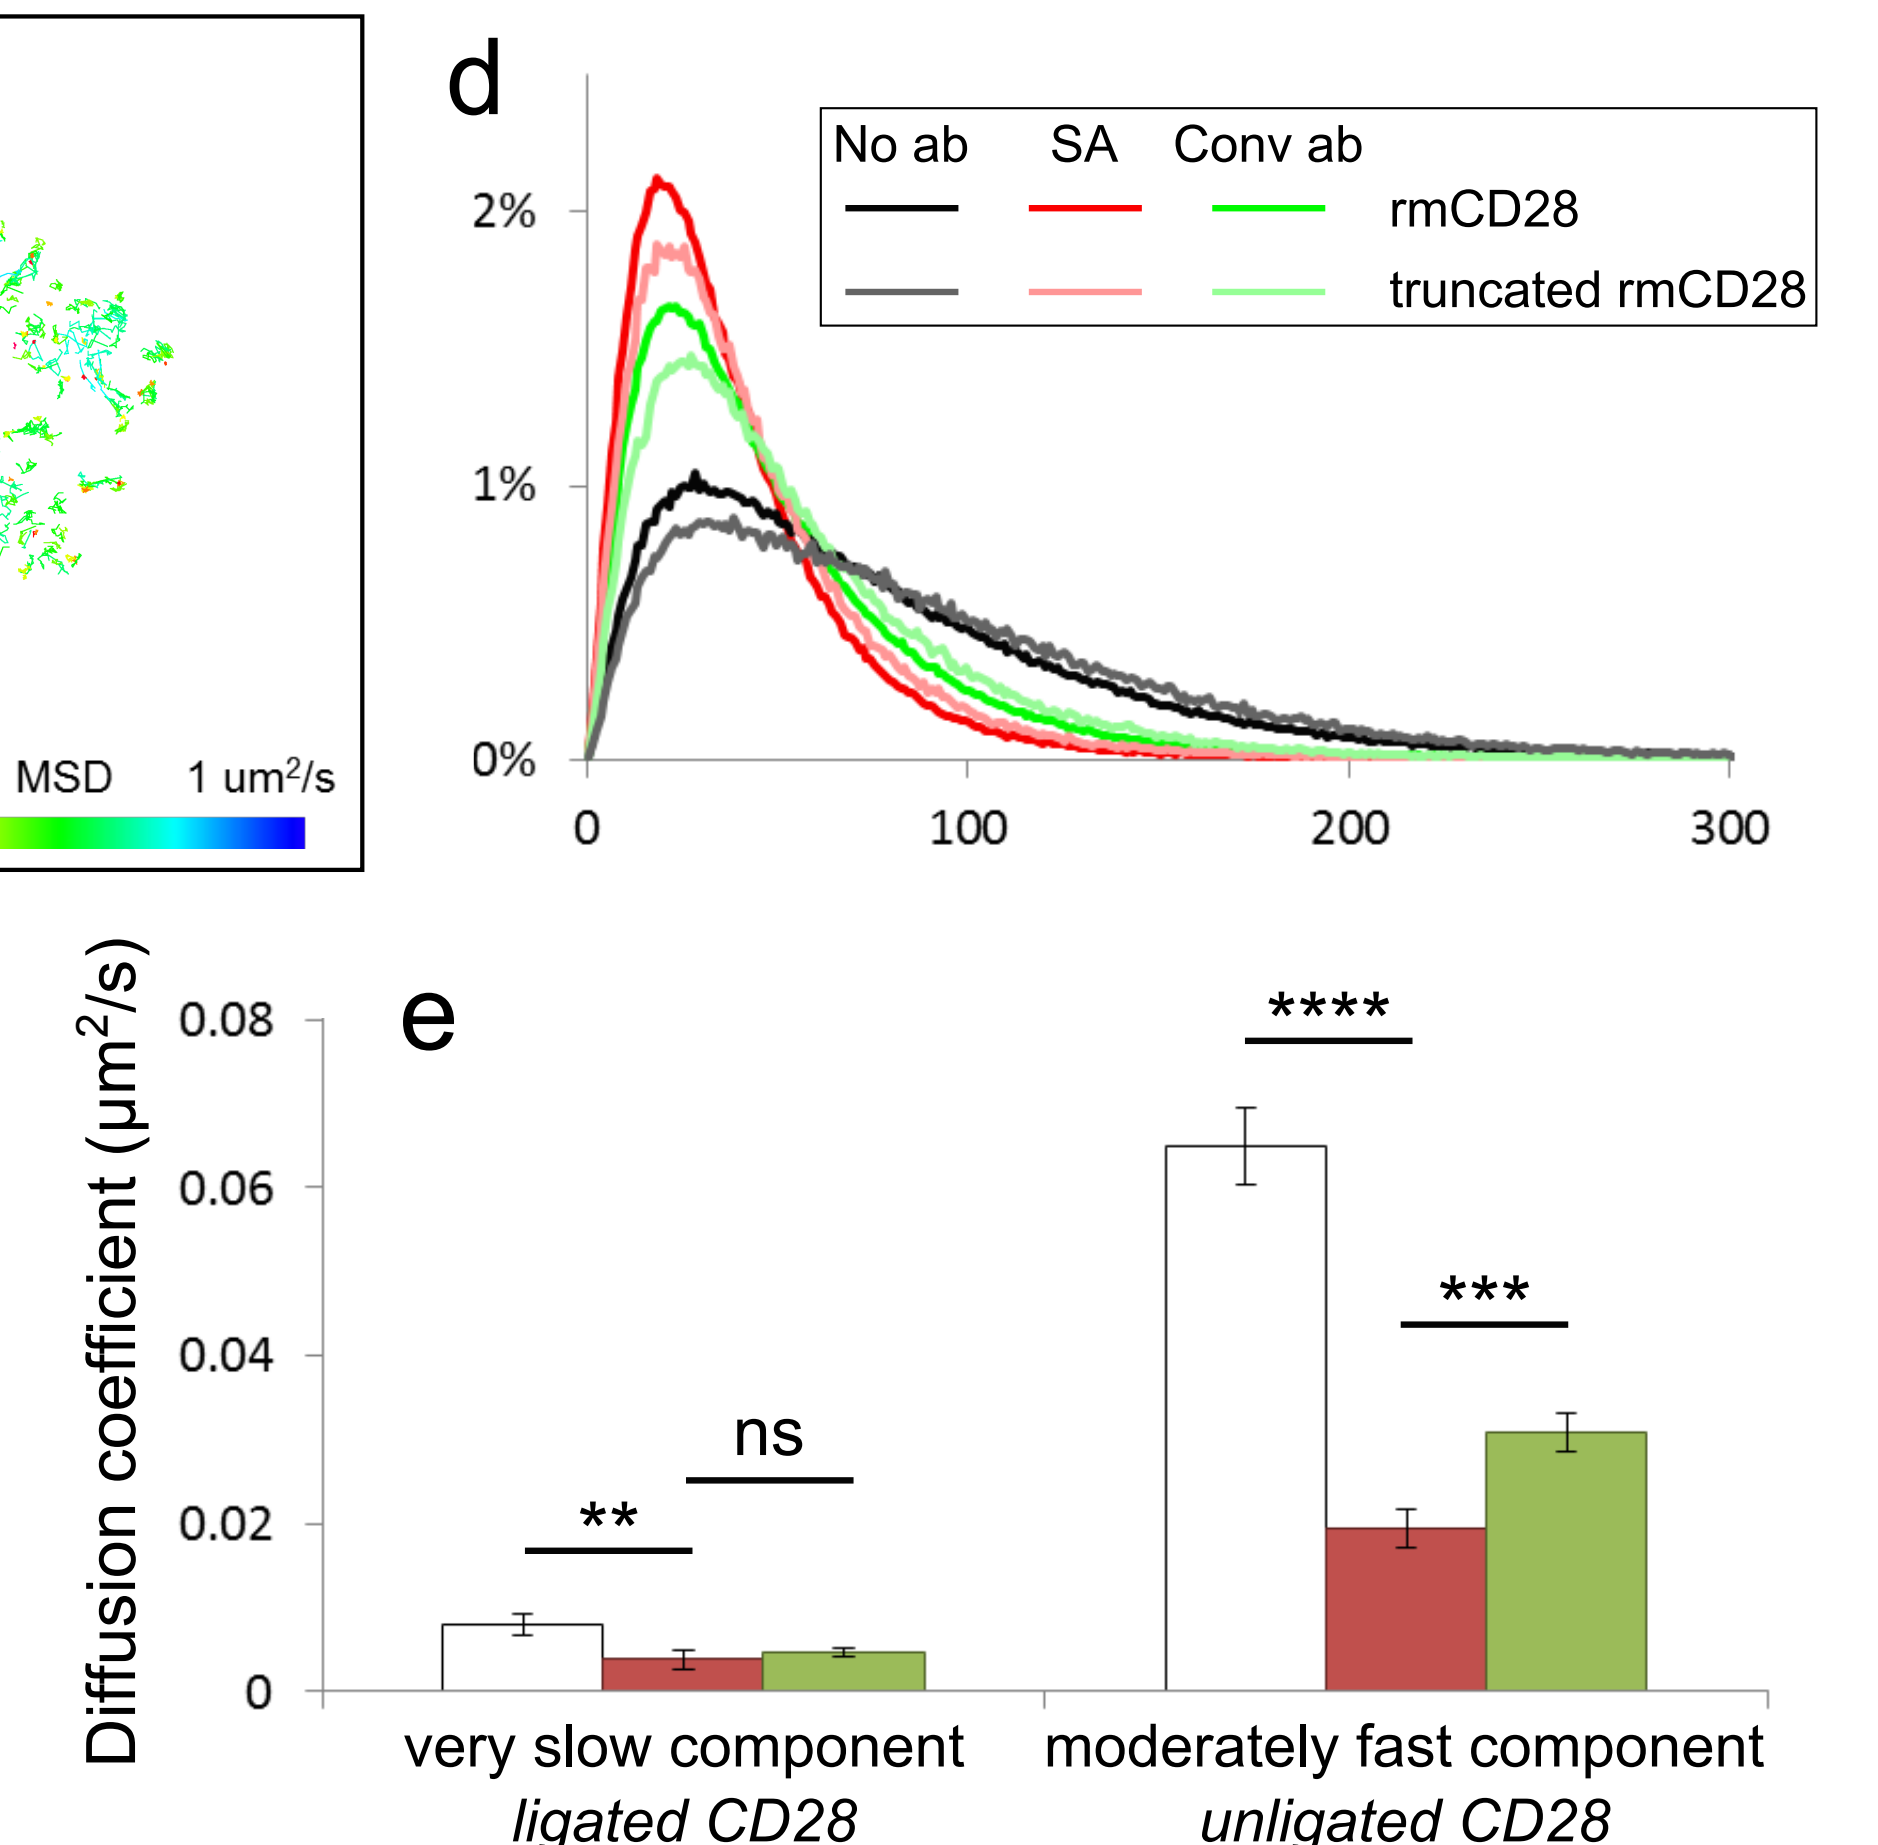 MSD 1 um²/s
d
No ab SA Conv ab
rmCD28
truncated rmCD28
2%
1%
0%
0 100 200 300
e
Diffusion coefficient (µm²/s)
0.08
0.06
0.04
0.02
0
**
ns
****
***
very slow component
ligated CD28
moderately fast component
unligated CD28